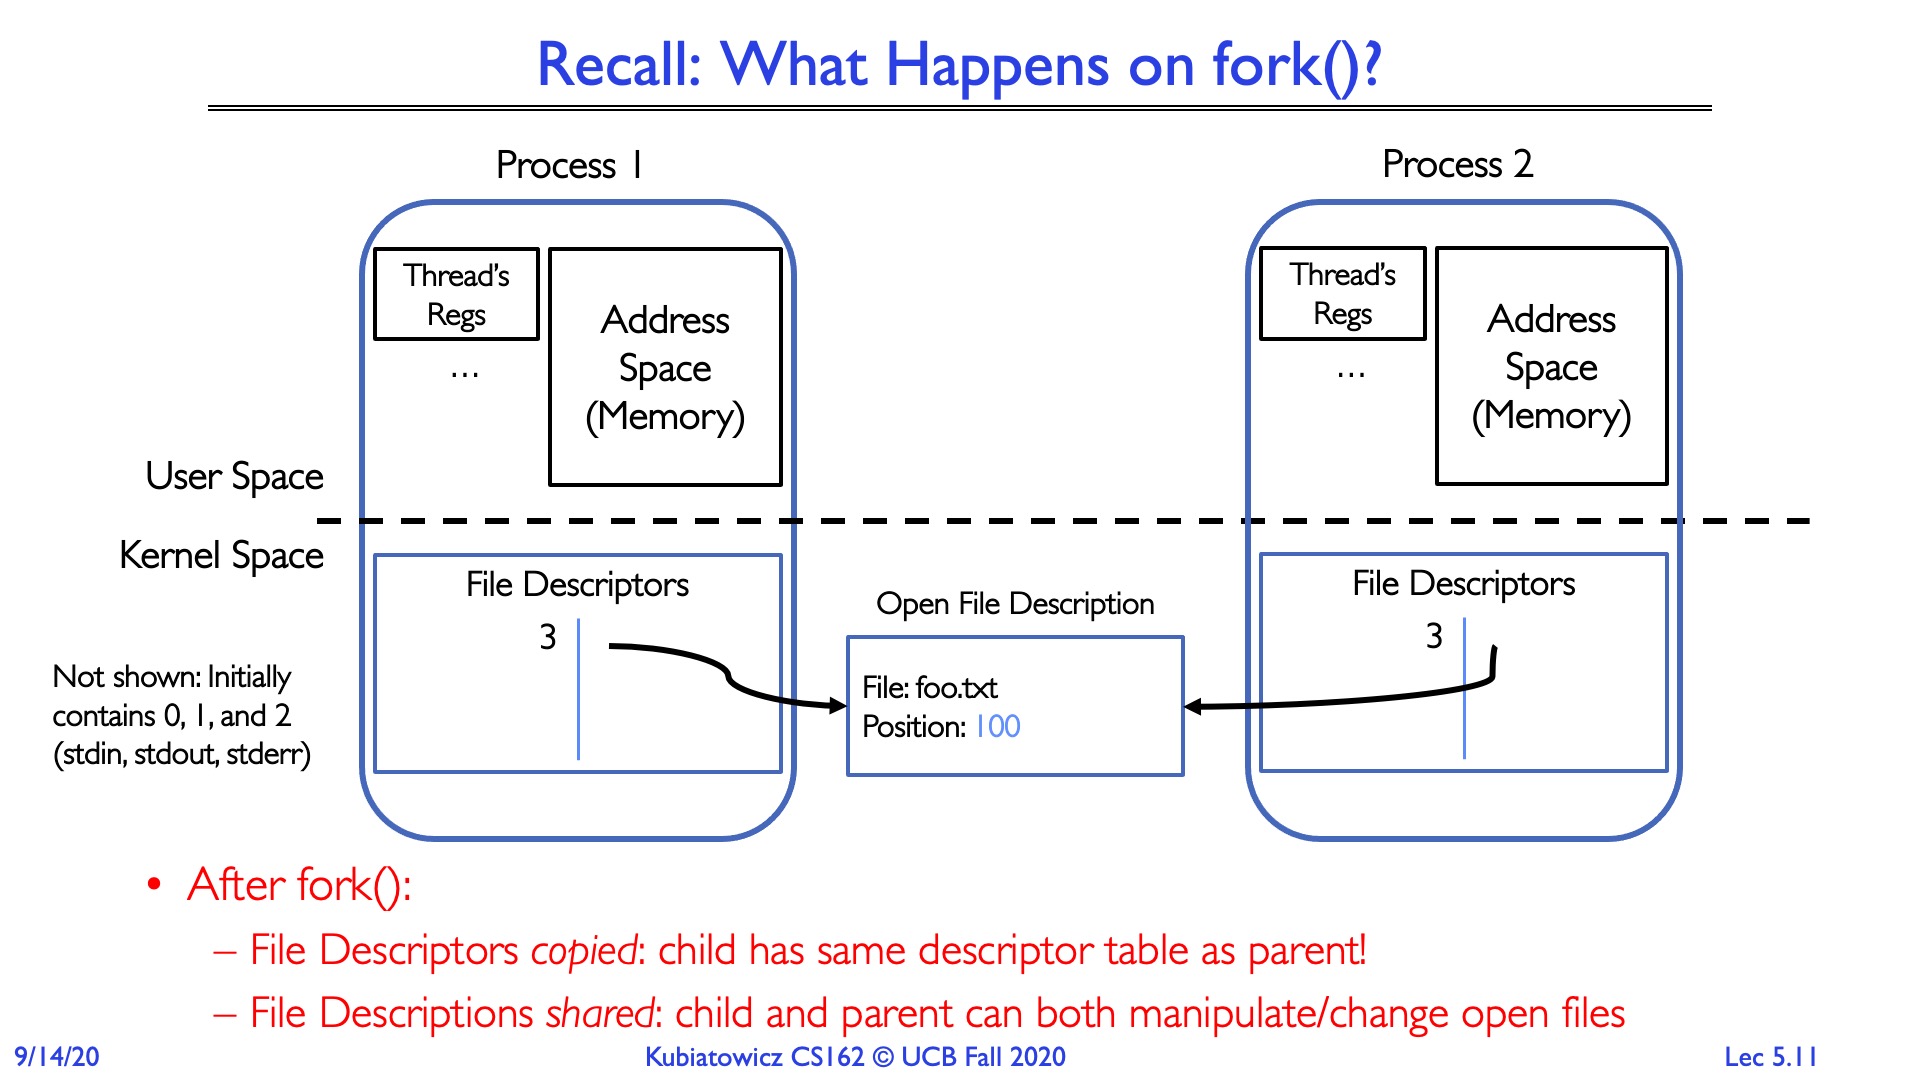 Recall: What Happens on fork()?
Process 1
Process 2
Thread's
Regs
...
Address
Space
(Memory)
Thread's
Regs
...
Address
Space
(Memory)
User Space
Kernel Space
File Descriptors
3
Open File Description
File: foo.txt
Position: 100
File Descriptors
3
Not shown: Initially
contains 0, 1, and 2
(stdin, stdout, stderr)
• After fork():
– File Descriptors copied: child has same descriptor table as parent!
– File Descriptions shared: child and parent can both manipulate/change open files
9/14/20
Kubiatowicz CS162 © UCB Fall 2020
Lec 5.11